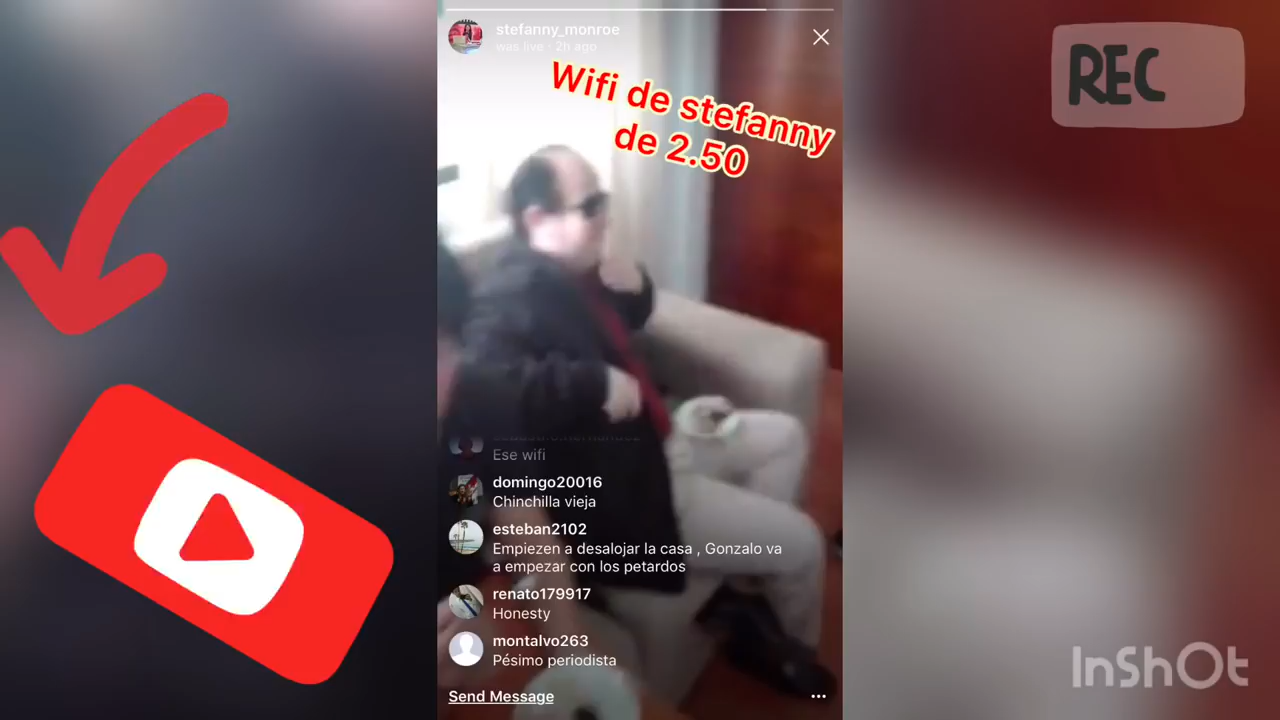 stefanny_monroe
was live · 2h ago
REC
Wifi de stefanny
de 2.50
Ese wifi
domingo20016
Chinchilla vieja
esteban2102
Empiezen a desalojar la casa , Gonzalo va
a empezar con los petardos
renato179917
Honesty
montalvo263
Pésimo periodista
Send Message
InShOt